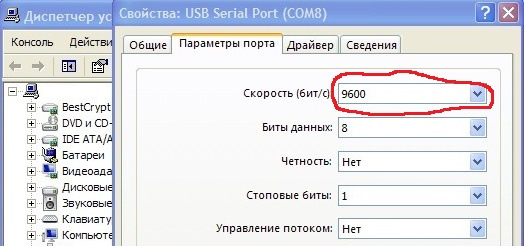 Диспетчер ус
Консоль Действи
BestCrypt
DVD и CD-
IDE ATA/A
Батареи
Видеоада
Дисковые
Звуковые
Клавиату
Компьюте
Свойства: USB Serial Port (COM8)
Общие Параметры порта Драйвер Сведения
Скорость (бит/с) 9600
Биты данных: 8
Четность: Нет
Стоповые биты: 1
Управление потоком: Нет